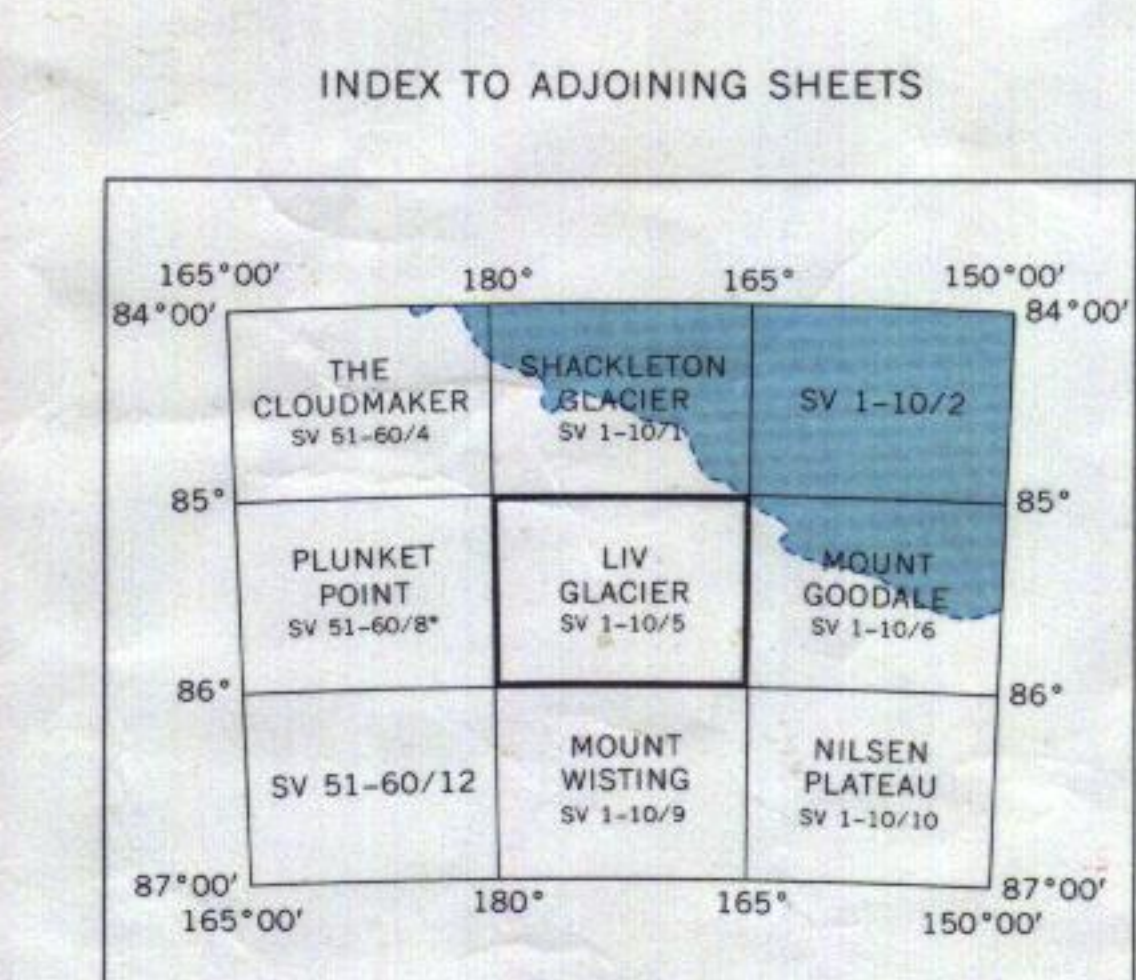 INDEX TO ADJOINING SHEETS
165°00' 180° 165° 150°00'
84°00' 84°00'
THE
CLOUDMAKER
SV 51-60/4
SHACKLETON
GLACIER
SV 1-10/1
SV 1-10/2
85° 85°
PLUNKET
POINT
SV 51-60/8*
LIV
GLACIER
SV 1-10/5
MOUNT
GOODALE
SV 1-10/6
86° 86°
SV 51-60/12
MOUNT
WISTING
SV 1-10/9
NILSEN
PLATEAU
SV 1-10/10
87°00' 87°00'
165°00' 180° 165° 150°00'